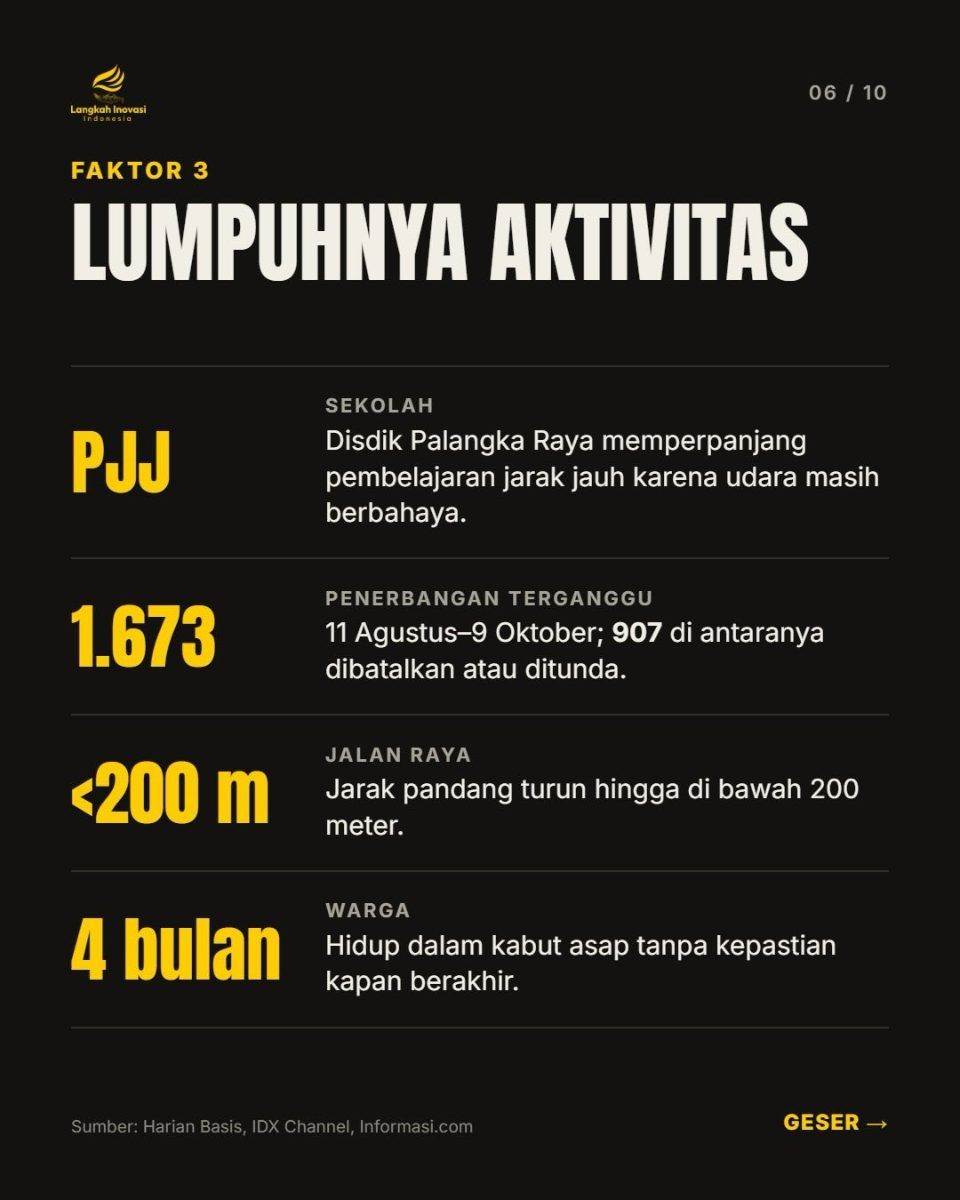 Langkah Inovasi
Indonesia
06 / 10
FAKTOR 3
LUMPUHNYA AKTIVITAS
PJJ
SEKOLAH
Disdik Palangka Raya memperpanjang
pembelajaran jarak jauh karena udara masih
berbahaya.
1.673
PENERBANGAN TERGANGGU
11 Agustus–9 Oktober; 907 di antaranya
dibatalkan atau ditunda.
<200 m
JALAN RAYA
Jarak pandang turun hingga di bawah 200
meter.
4 bulan
WARGA
Hidup dalam kabut asap tanpa kepastian
kapan berakhir.
Sumber: Harian Basis, IDX Channel, Informasi.com
GESER →